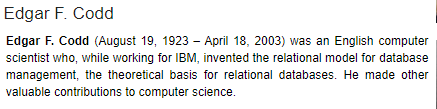 Edgar F. Codd
Edgar F. Codd (August 19, 1923 – April 18, 2003) was an English computer
scientist who, while working for IBM, invented the relational model for database
management, the theoretical basis for relational databases. He made other
valuable contributions to computer science.